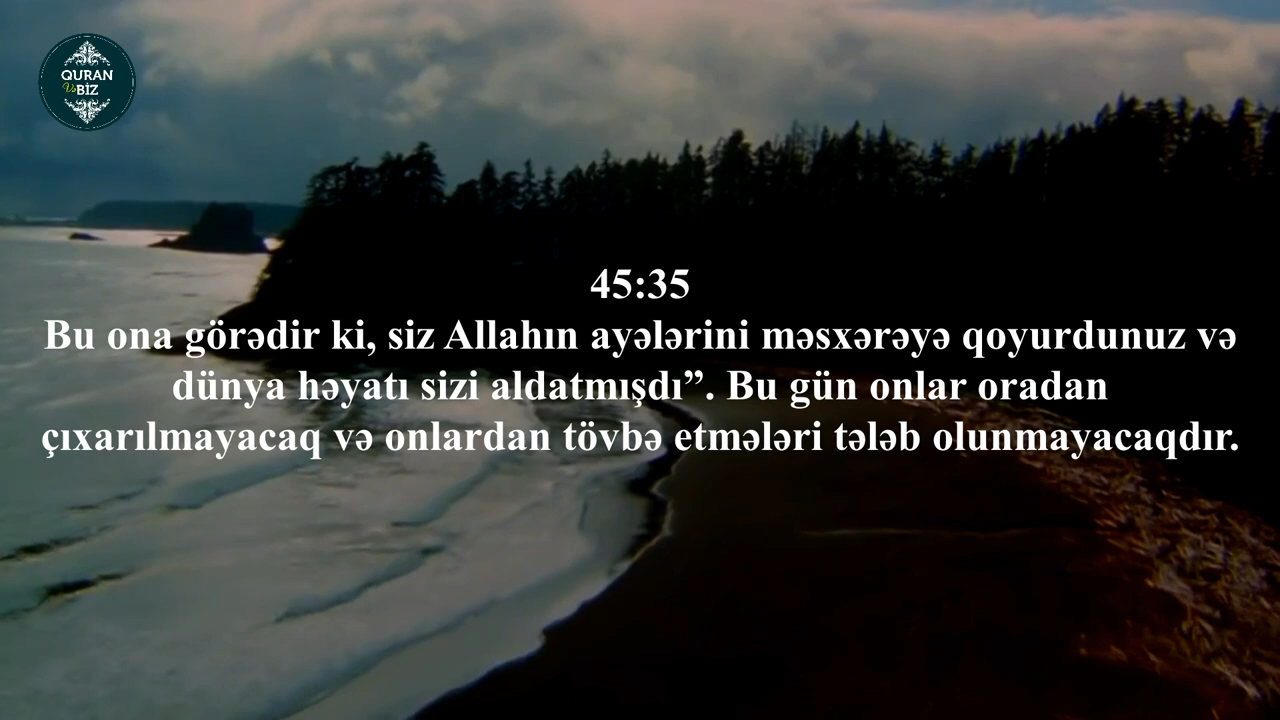 QURAN
Və BİZ
45:35
Bu ona görədir ki, siz Allahın ayələrini məsxərəyə qoyurdunuz və
dünya həyatı sizi aldatmışdı”. Bu gün onlar oradan
çıxarılmayacaq və onlardan tövbə etmələri tələb olunmayacaqdır.